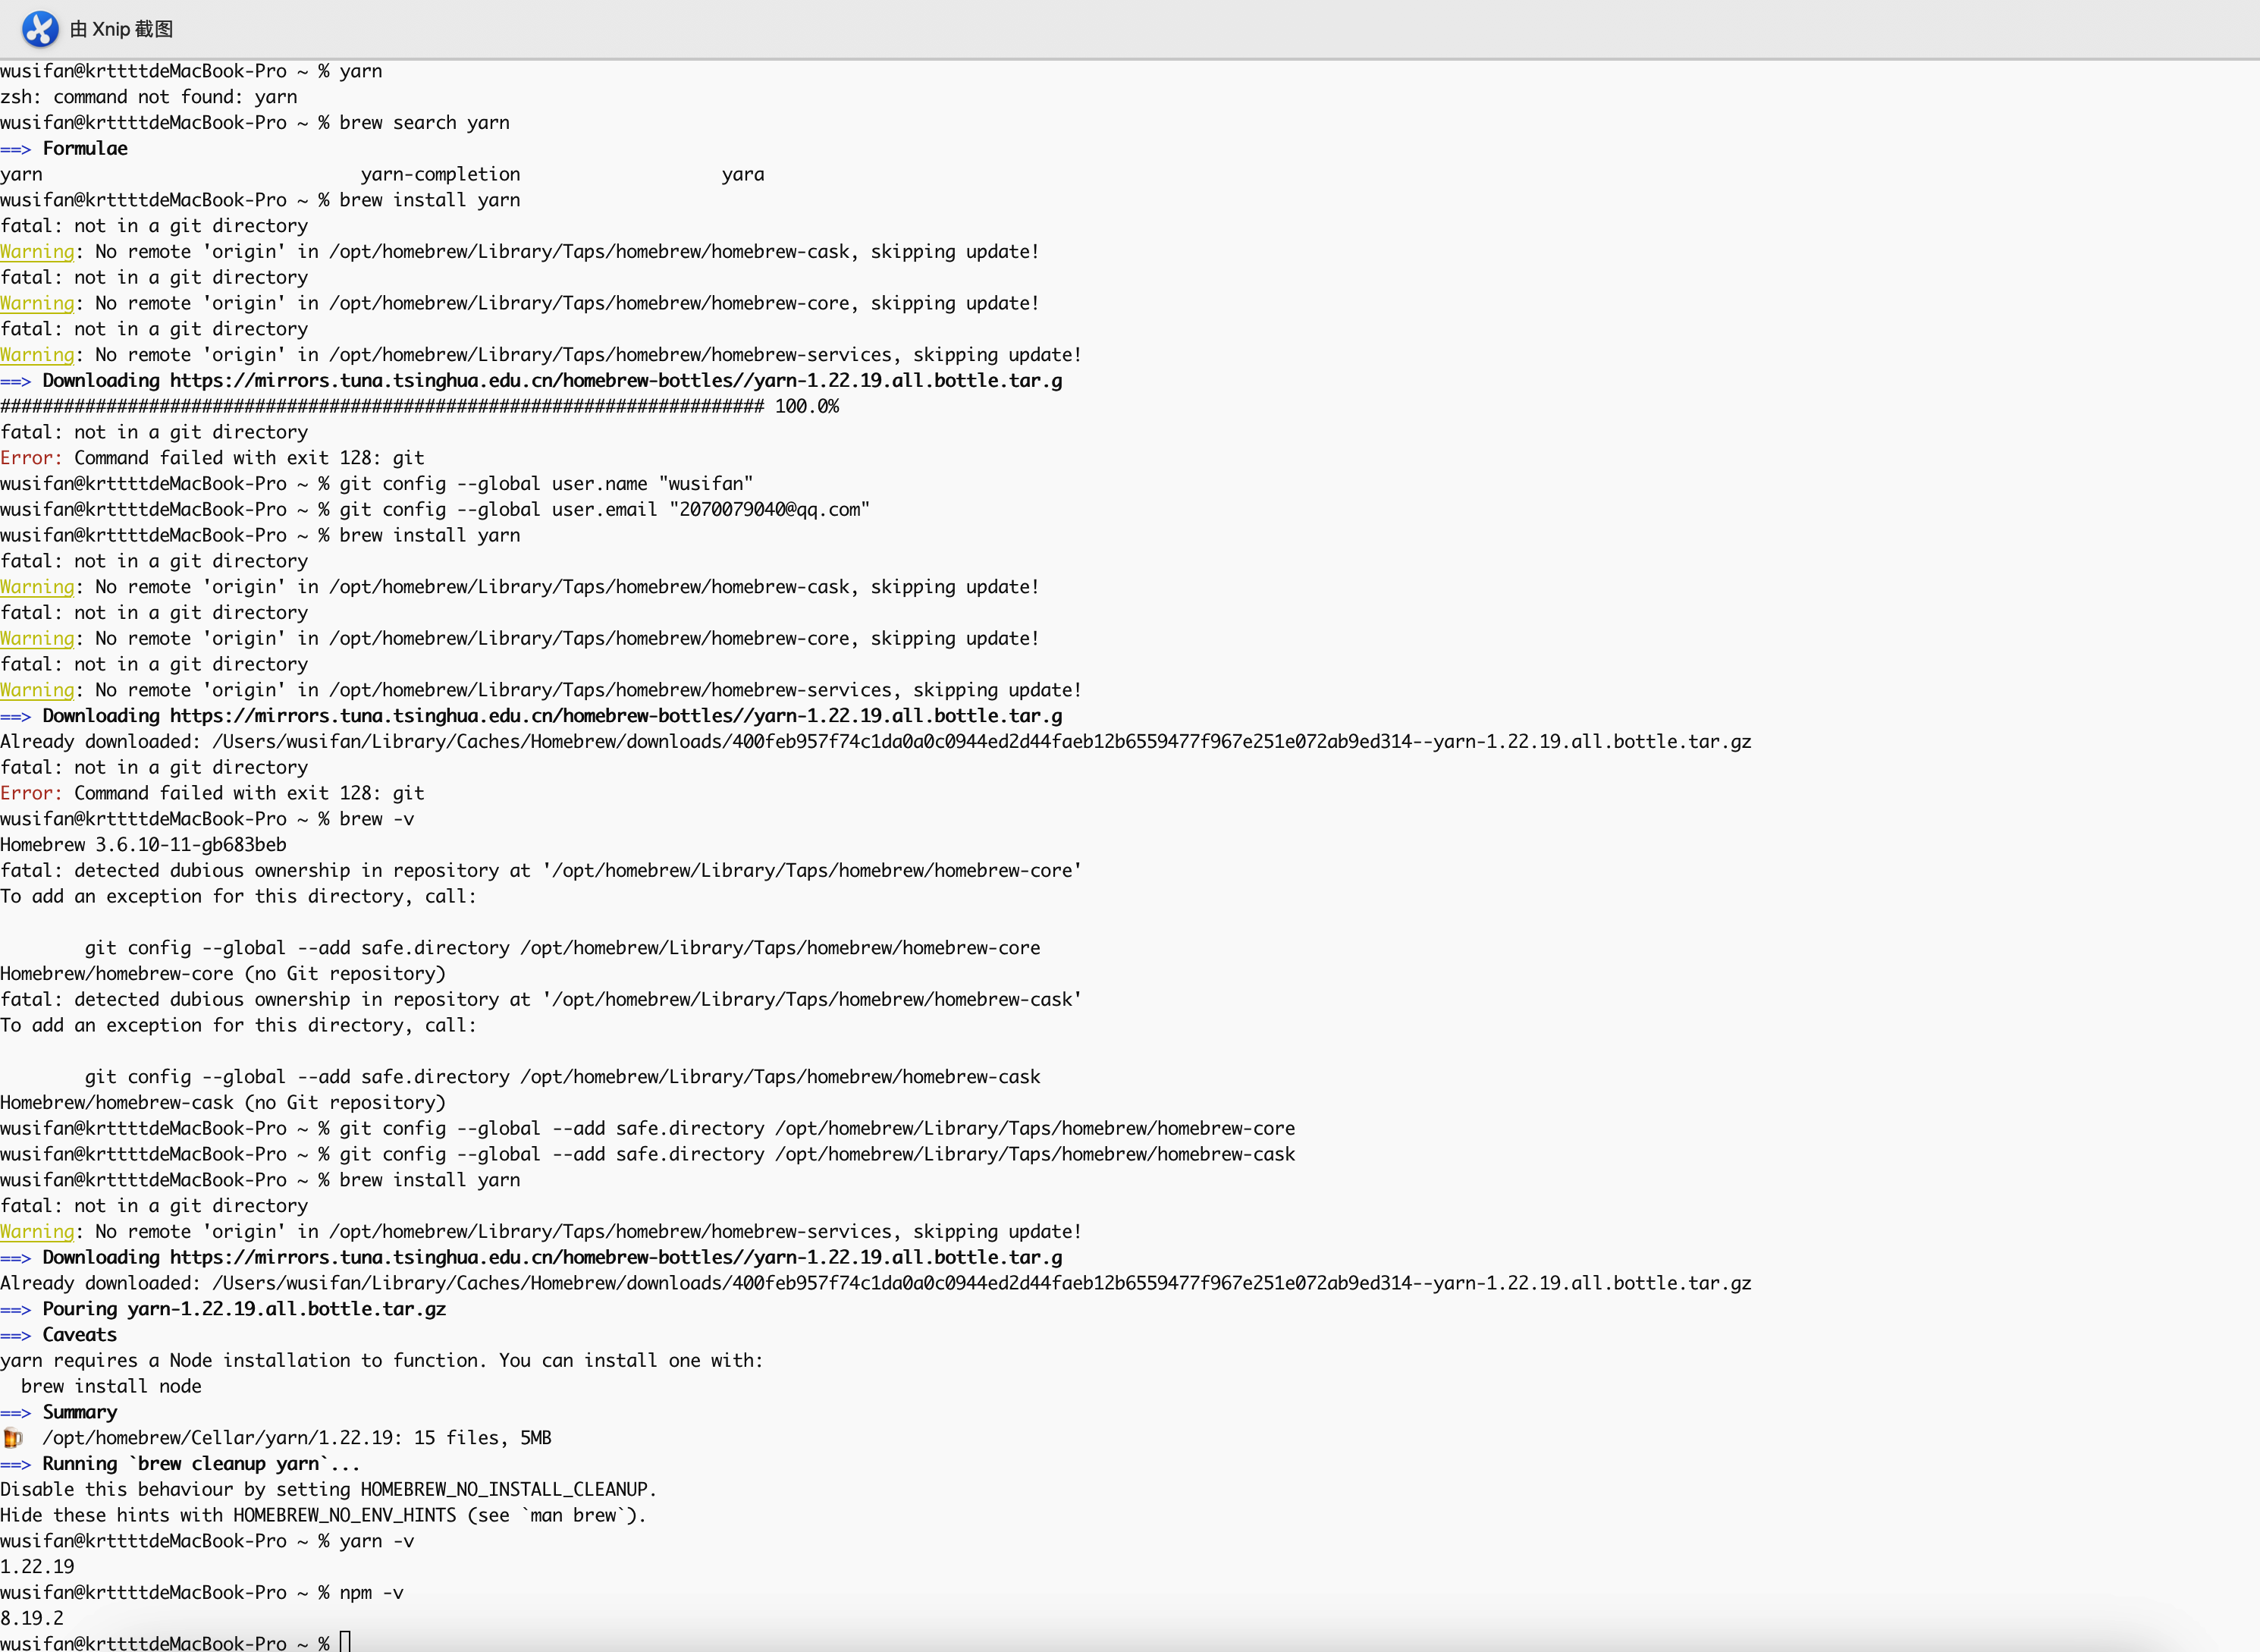 由 Xnip 截图
wusifan@krttttdeMacBook-Pro ~ % yarn
zsh: command not found: yarn
wusifan@krttttdeMacBook-Pro ~ % brew search yarn
==> Formulae
yarn                              yarn-completion                   yara
wusifan@krttttdeMacBook-Pro ~ % brew install yarn
fatal: not in a git directory
Warning: No remote 'origin' in /opt/homebrew/Library/Taps/homebrew/homebrew-cask, skipping update!
fatal: not in a git directory
Warning: No remote 'origin' in /opt/homebrew/Library/Taps/homebrew/homebrew-core, skipping update!
fatal: not in a git directory
Warning: No remote 'origin' in /opt/homebrew/Library/Taps/homebrew/homebrew-services, skipping update!
==> Downloading https://mirrors.tuna.tsinghua.edu.cn/homebrew-bottles//yarn-1.22.19.all.bottle.tar.g
######################################################################## 100.0%
fatal: not in a git directory
Error: Command failed with exit 128: git
wusifan@krttttdeMacBook-Pro ~ % git config --global user.name "wusifan"
wusifan@krttttdeMacBook-Pro ~ % git config --global user.email "2070079040@qq.com"
wusifan@krttttdeMacBook-Pro ~ % brew install yarn
fatal: not in a git directory
Warning: No remote 'origin' in /opt/homebrew/Library/Taps/homebrew/homebrew-cask, skipping update!
fatal: not in a git directory
Warning: No remote 'origin' in /opt/homebrew/Library/Taps/homebrew/homebrew-core, skipping update!
fatal: not in a git directory
Warning: No remote 'origin' in /opt/homebrew/Library/Taps/homebrew/homebrew-services, skipping update!
==> Downloading https://mirrors.tuna.tsinghua.edu.cn/homebrew-bottles//yarn-1.22.19.all.bottle.tar.g
Already downloaded: /Users/wusifan/Library/Caches/Homebrew/downloads/400feb957f74c1da0a0c0944ed2d44faeb12b6559477f967e251e072ab9ed314--yarn-1.22.19.all.bottle.tar.gz
fatal: not in a git directory
Error: Command failed with exit 128: git
wusifan@krttttdeMacBook-Pro ~ % brew -v
Homebrew 3.6.10-11-gb683beb
fatal: detected dubious ownership in repository at '/opt/homebrew/Library/Taps/homebrew/homebrew-core'
To add an exception for this directory, call:
        git config --global --add safe.directory /opt/homebrew/Library/Taps/homebrew/homebrew-core
Homebrew/homebrew-core (no Git repository)
fatal: detected dubious ownership in repository at '/opt/homebrew/Library/Taps/homebrew/homebrew-cask'
To add an exception for this directory, call:
        git config --global --add safe.directory /opt/homebrew/Library/Taps/homebrew/homebrew-cask
Homebrew/homebrew-cask (no Git repository)
wusifan@krttttdeMacBook-Pro ~ % git config --global --add safe.directory /opt/homebrew/Library/Taps/homebrew/homebrew-core
wusifan@krttttdeMacBook-Pro ~ % git config --global --add safe.directory /opt/homebrew/Library/Taps/homebrew/homebrew-cask
wusifan@krttttdeMacBook-Pro ~ % brew install yarn
fatal: not in a git directory
Warning: No remote 'origin' in /opt/homebrew/Library/Taps/homebrew/homebrew-services, skipping update!
==> Downloading https://mirrors.tuna.tsinghua.edu.cn/homebrew-bottles//yarn-1.22.19.all.bottle.tar.g
Already downloaded: /Users/wusifan/Library/Caches/Homebrew/downloads/400feb957f74c1da0a0c0944ed2d44faeb12b6559477f967e251e072ab9ed314--yarn-1.22.19.all.bottle.tar.gz
==> Pouring yarn-1.22.19.all.bottle.tar.gz
==> Caveats
yarn requires a Node installation to function. You can install one with:
  brew install node
==> Summary
🍺  /opt/homebrew/Cellar/yarn/1.22.19: 15 files, 5MB
==> Running `brew cleanup yarn`...
Disable this behaviour by setting HOMEBREW_NO_INSTALL_CLEANUP.
Hide these hints with HOMEBREW_NO_ENV_HINTS (see `man brew`).
wusifan@krttttdeMacBook-Pro ~ % yarn -v
1.22.19
wusifan@krttttdeMacBook-Pro ~ % npm -v
8.19.2
wusifan@krttttdeMacBook-Pro ~ %